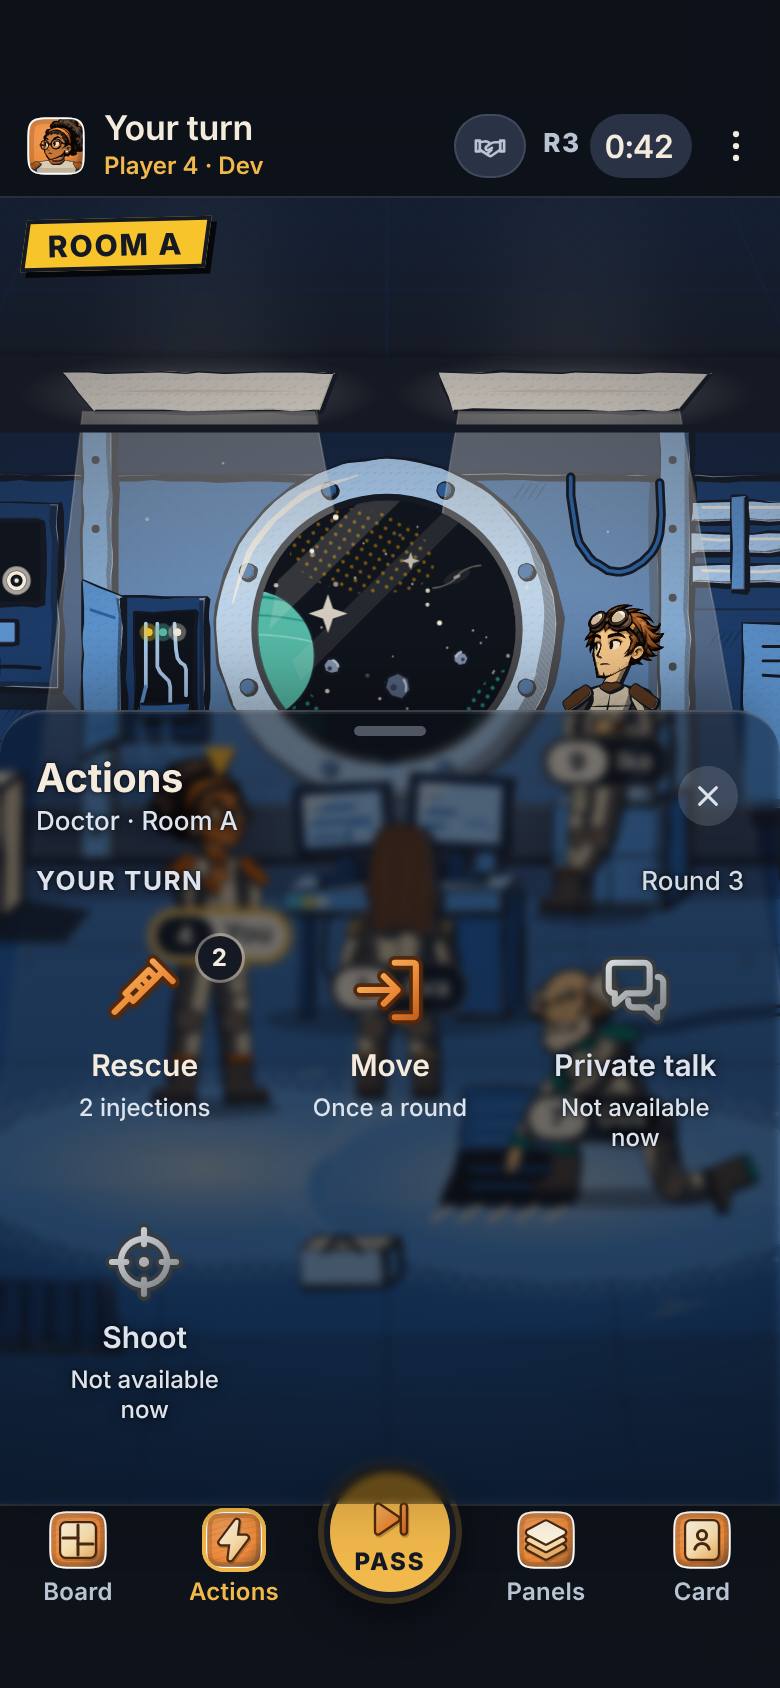 Your turn
Player 4 · Dev
R3
0:42
ROOM A
Actions
Doctor · Room A
YOUR TURN
Round 3
2
Rescue
2 injections
Move
Once a round
Private talk
Not available
now
Shoot
Not available
now
PASS
Board
Actions
Panels
Card